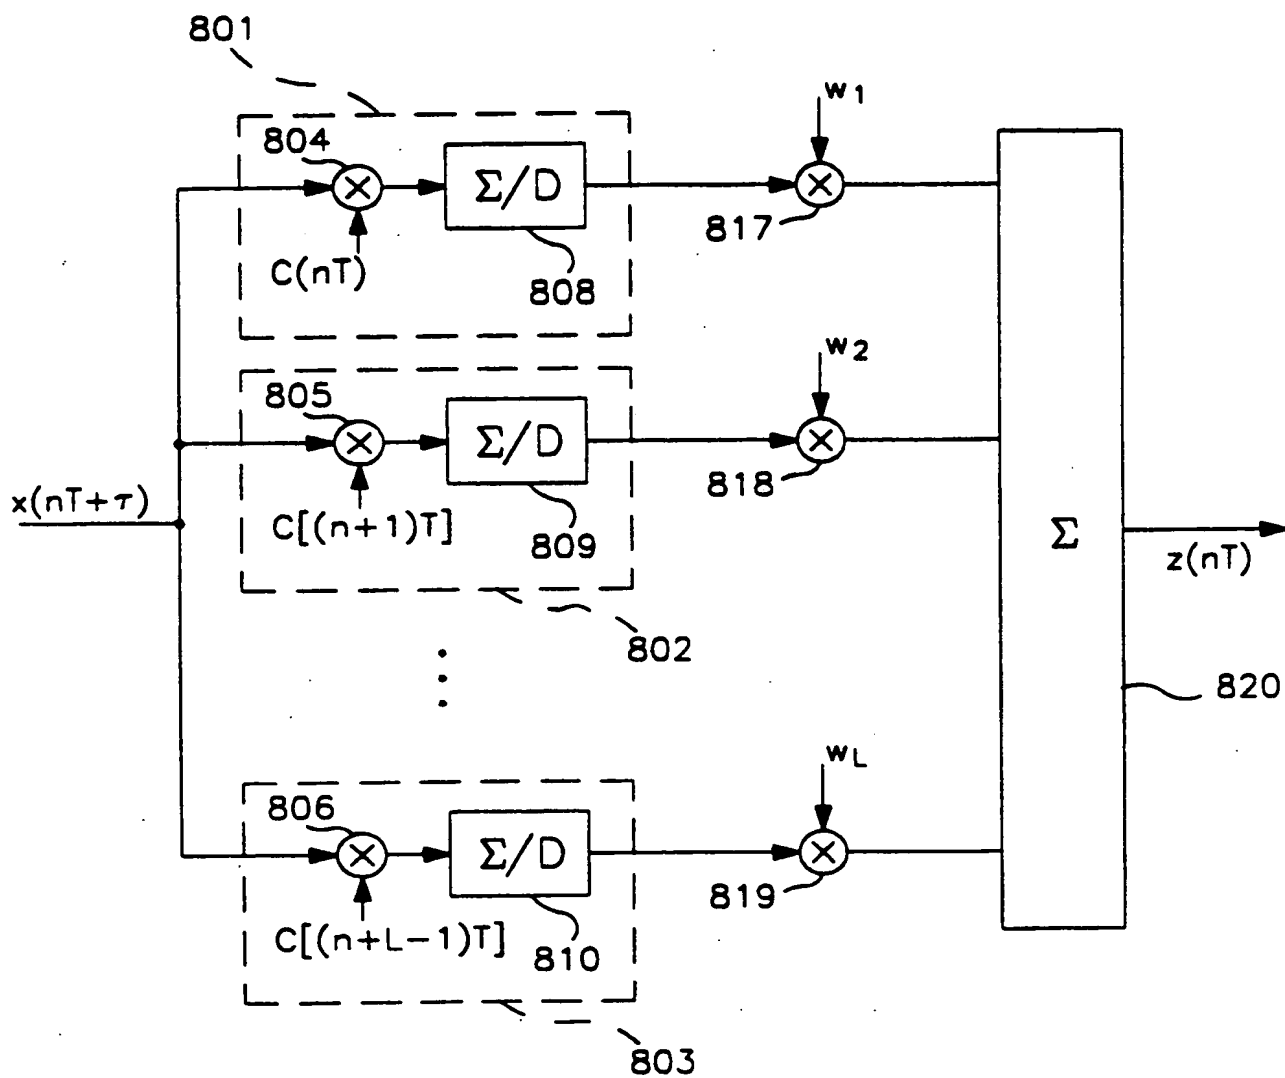 801
w1
804
Σ/D
C(nT)
808
817
w2
805
Σ/D
C[(n+1)T]
809
818
x(nT+τ)
Σ
z(nT)
802
820
wL
806
Σ/D
C[(n+L-1)T]
810
819
803